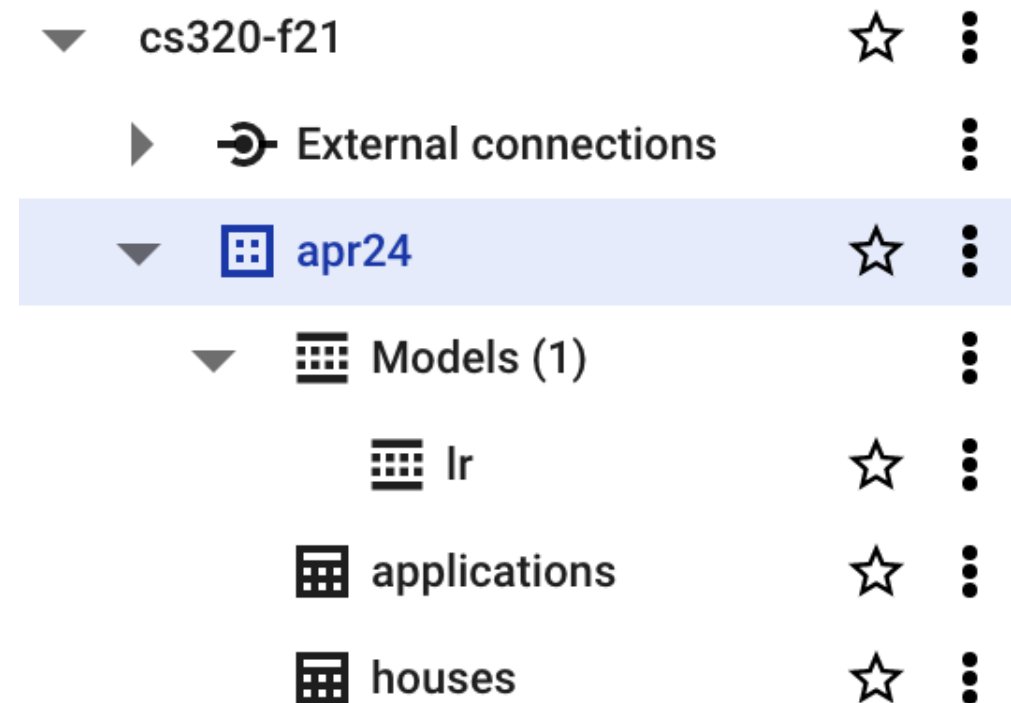 cs320-f21
External connections
apr24
Models (1)
lr
applications
houses